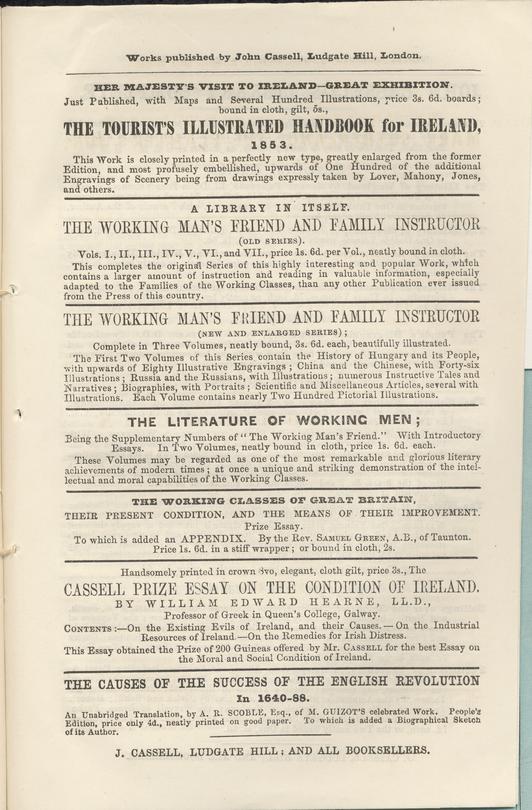 Works published by John Cassell, Ludgate Hill, London.
HER MAJESTY'S VISIT TO IRELAND—GREAT EXHIBITION.
Just Published, with Maps and Several Hundred Illustrations, price 3s. 6d. boards;
bound in cloth, gilt, 5s.,
THE TOURIST'S ILLUSTRATED HANDBOOK for IRELAND,
1853.
This Work is closely printed in a perfectly new type, greatly enlarged from the former
Edition, and most profusely embellished, upwards of One Hundred of the additional
Engravings of Scenery being from drawings expressly taken by Lover, Mahony, Jones,
and others.
A LIBRARY IN ITSELF.
THE WORKING MAN'S FRIEND AND FAMILY INSTRUCTOR
(OLD SERIES).
Vols. I., II., III., IV., V., VI., and VII., price 1s. 6d. per Vol., neatly bound in cloth.
This completes the original Series of this highly interesting and popular Work, which
contains a larger amount of instruction and reading in valuable information, especially
adapted to the Families of the Working Classes, than any other Publication ever issued
from the Press of this country.
THE WORKING MAN'S FRIEND AND FAMILY INSTRUCTOR
(NEW AND ENLARGED SERIES);
Complete in Three Volumes, neatly bound, 3s. 6d. each, beautifully illustrated.
The First Two Volumes of this Series contain the History of Hungary and its People,
with upwards of Eighty Illustrative Engravings; China and the Chinese, with Forty-six
Illustrations; Russia and the Russians, with Illustrations; numerous Instructive Tales and
Narratives; Biographies, with Portraits; Scientific and Miscellaneous Articles, several with
Illustrations. Each Volume contains nearly Two Hundred Pictorial Illustrations.
THE LITERATURE OF WORKING MEN;
Being the Supplementary Numbers of "The Working Man's Friend." With Introductory
Essays. In Two Volumes, neatly bound in cloth, price 1s. 6d. each.
These Volumes may be regarded as one of the most remarkable and glorious literary
achievements of modern times; at once a unique and striking demonstration of the intel-
lectual and moral capabilities of the Working Classes.
THE WORKING CLASSES OF GREAT BRITAIN,
THEIR PRESENT CONDITION, AND THE MEANS OF THEIR IMPROVEMENT.
Prize Essay.
To which is added an APPENDIX. By the Rev. SAMUEL GREEN, A.B., of Taunton.
Price 1s. 6d. in a stiff wrapper; or bound in cloth, 2s.
Handsomely printed in crown 8vo, elegant, cloth gilt, price 3s., The
CASSELL PRIZE ESSAY ON THE CONDITION OF IRELAND.
BY WILLIAM EDWARD HEARNE, LL.D.,
Professor of Greek in Queen's College, Galway.
CONTENTS:—On the Existing Evils of Ireland, and their Causes.—On the Industrial
Resources of Ireland.—On the Remedies for Irish Distress.
This Essay obtained the Prize of 200 Guineas offered by Mr. CASSELL for the best Essay on
the Moral and Social Condition of Ireland.
THE CAUSES OF THE SUCCESS OF THE ENGLISH REVOLUTION
In 1640-88.
An Unabridged Translation, by A. R. SCOBLE, Esq., of M. GUIZOT'S celebrated Work. People's
Edition, price only 4d., neatly printed on good paper. To which is added a Biographical Sketch
of its Author.
J. CASSELL, LUDGATE HILL; AND ALL BOOKSELLERS.